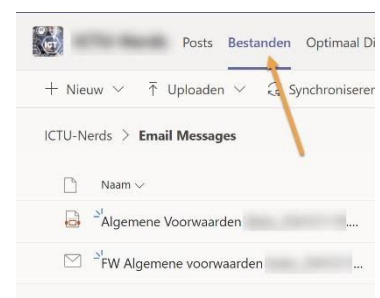 Posts Bestanden Optimaal Di
+ Nieuw Uploaden Synchroniseren
ICTU-Nerds > Email Messages
Naam
Algemene Voorwaarden ....
FW Algemene voorwaarden ...